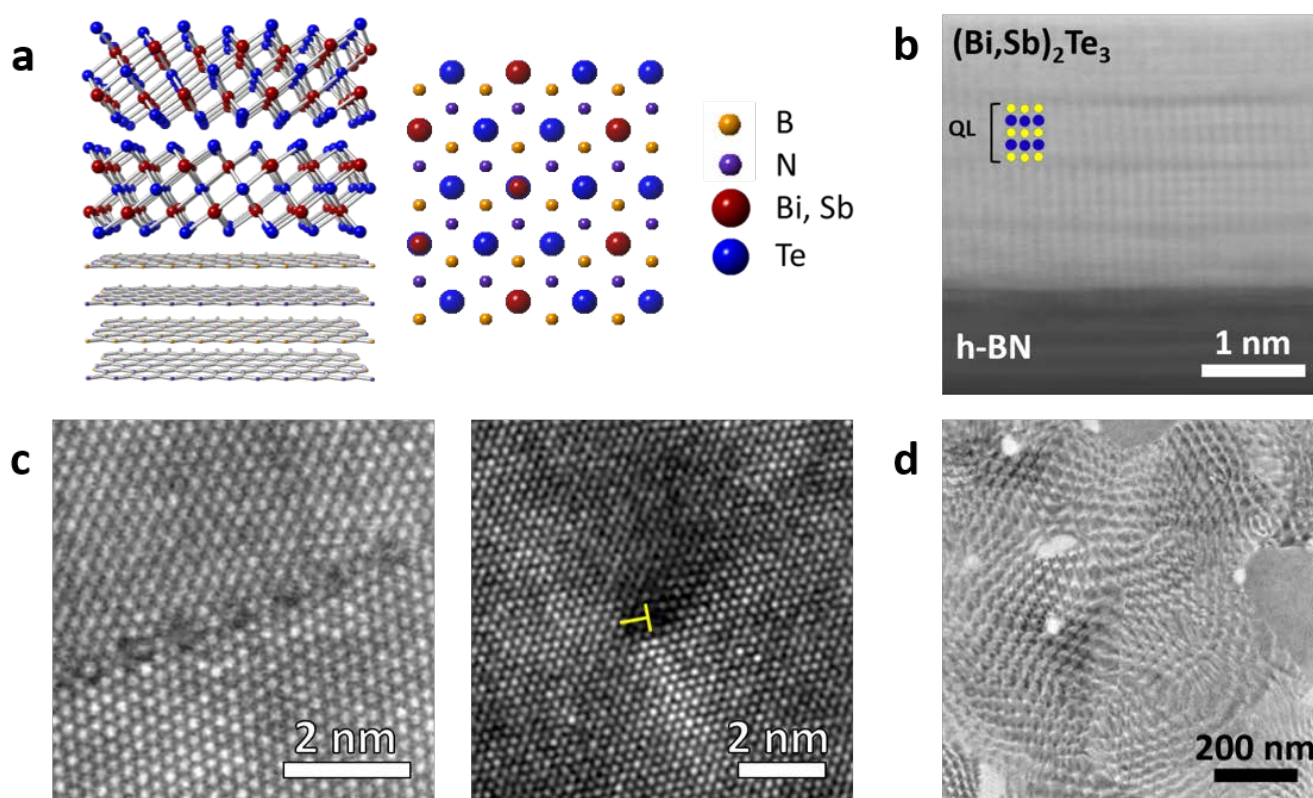 a
B
N
Bi, Sb
Te
b
(Bi,Sb)₂Te₃
QL
h-BN
1 nm
c
2 nm
2 nm
d
200 nm